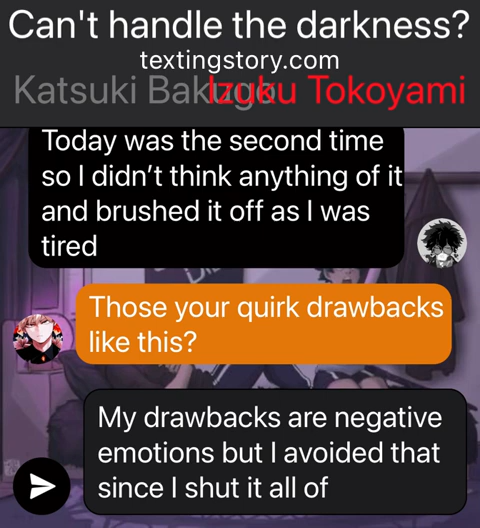 Can't handle the darkness?
textingstory.com
Katsuki Bakugo Izuku Tokoyami
Today was the second time
so I didn’t think anything of it
and brushed it off as I was
tired
Those your quirk drawbacks
like this?
My drawbacks are negative
emotions but I avoided that
since I shut it all of